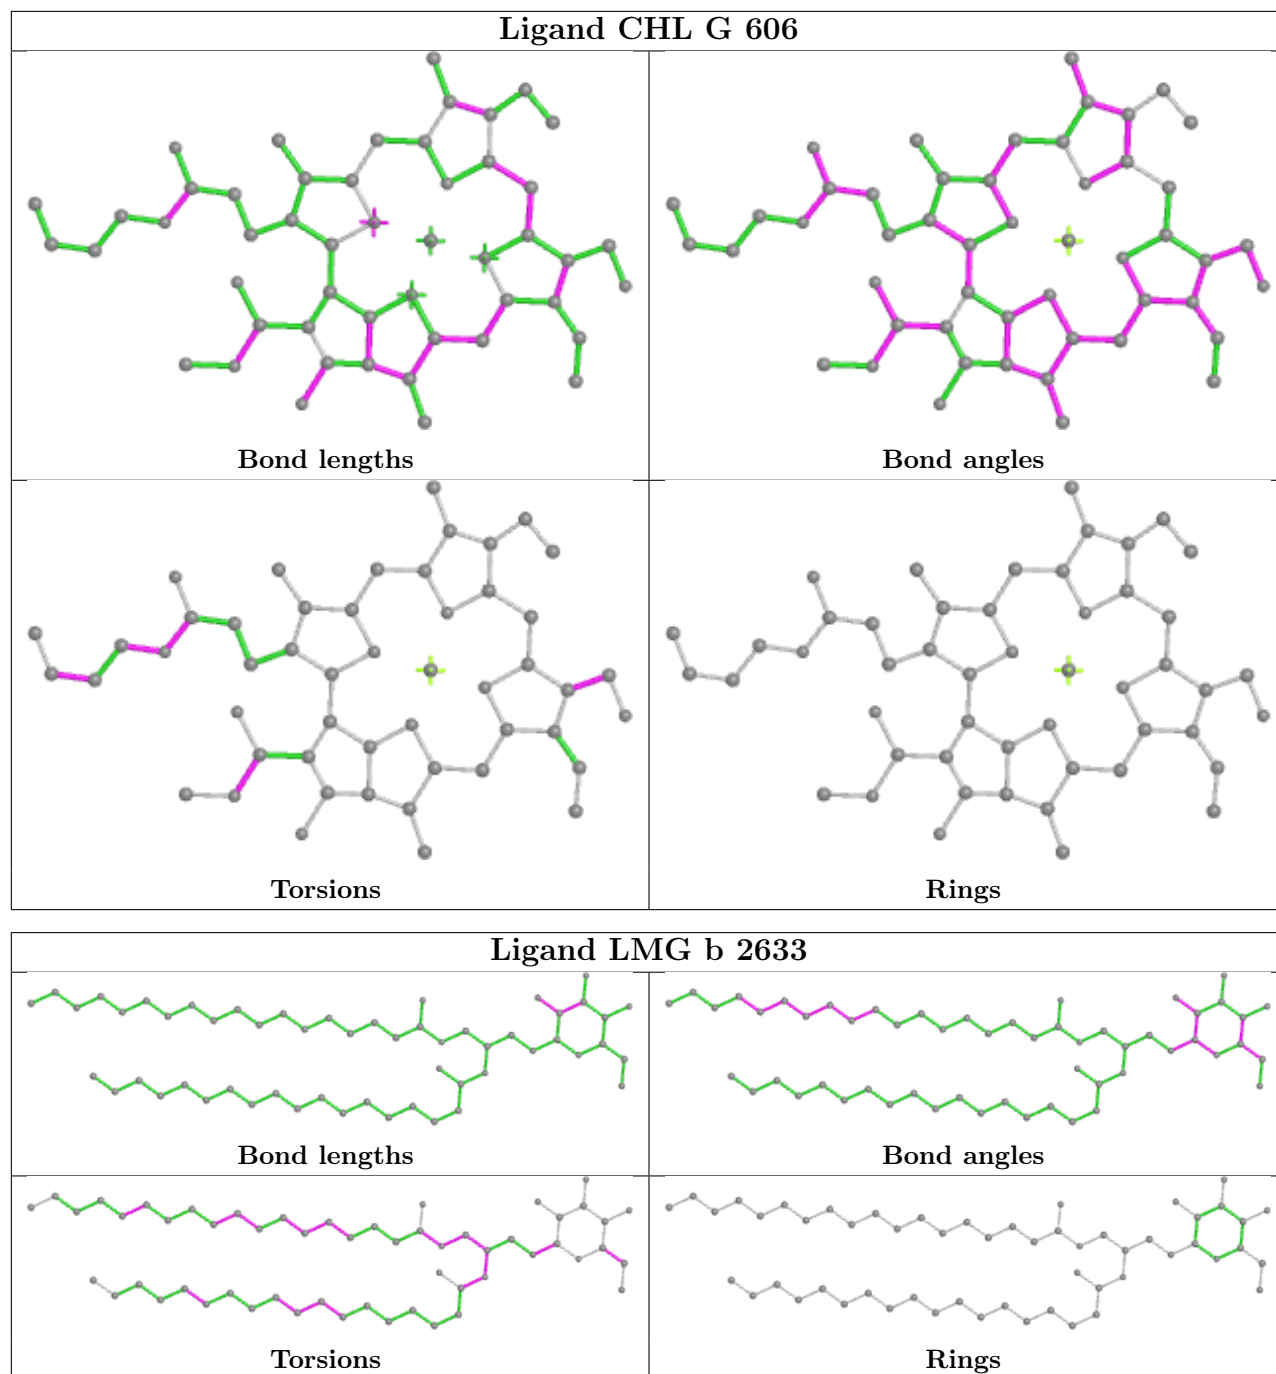 Ligand CHL G 606
Bond lengths
Bond angles
Torsions
Rings
Ligand LMG b 2633
Bond lengths
Bond angles
Torsions
Rings